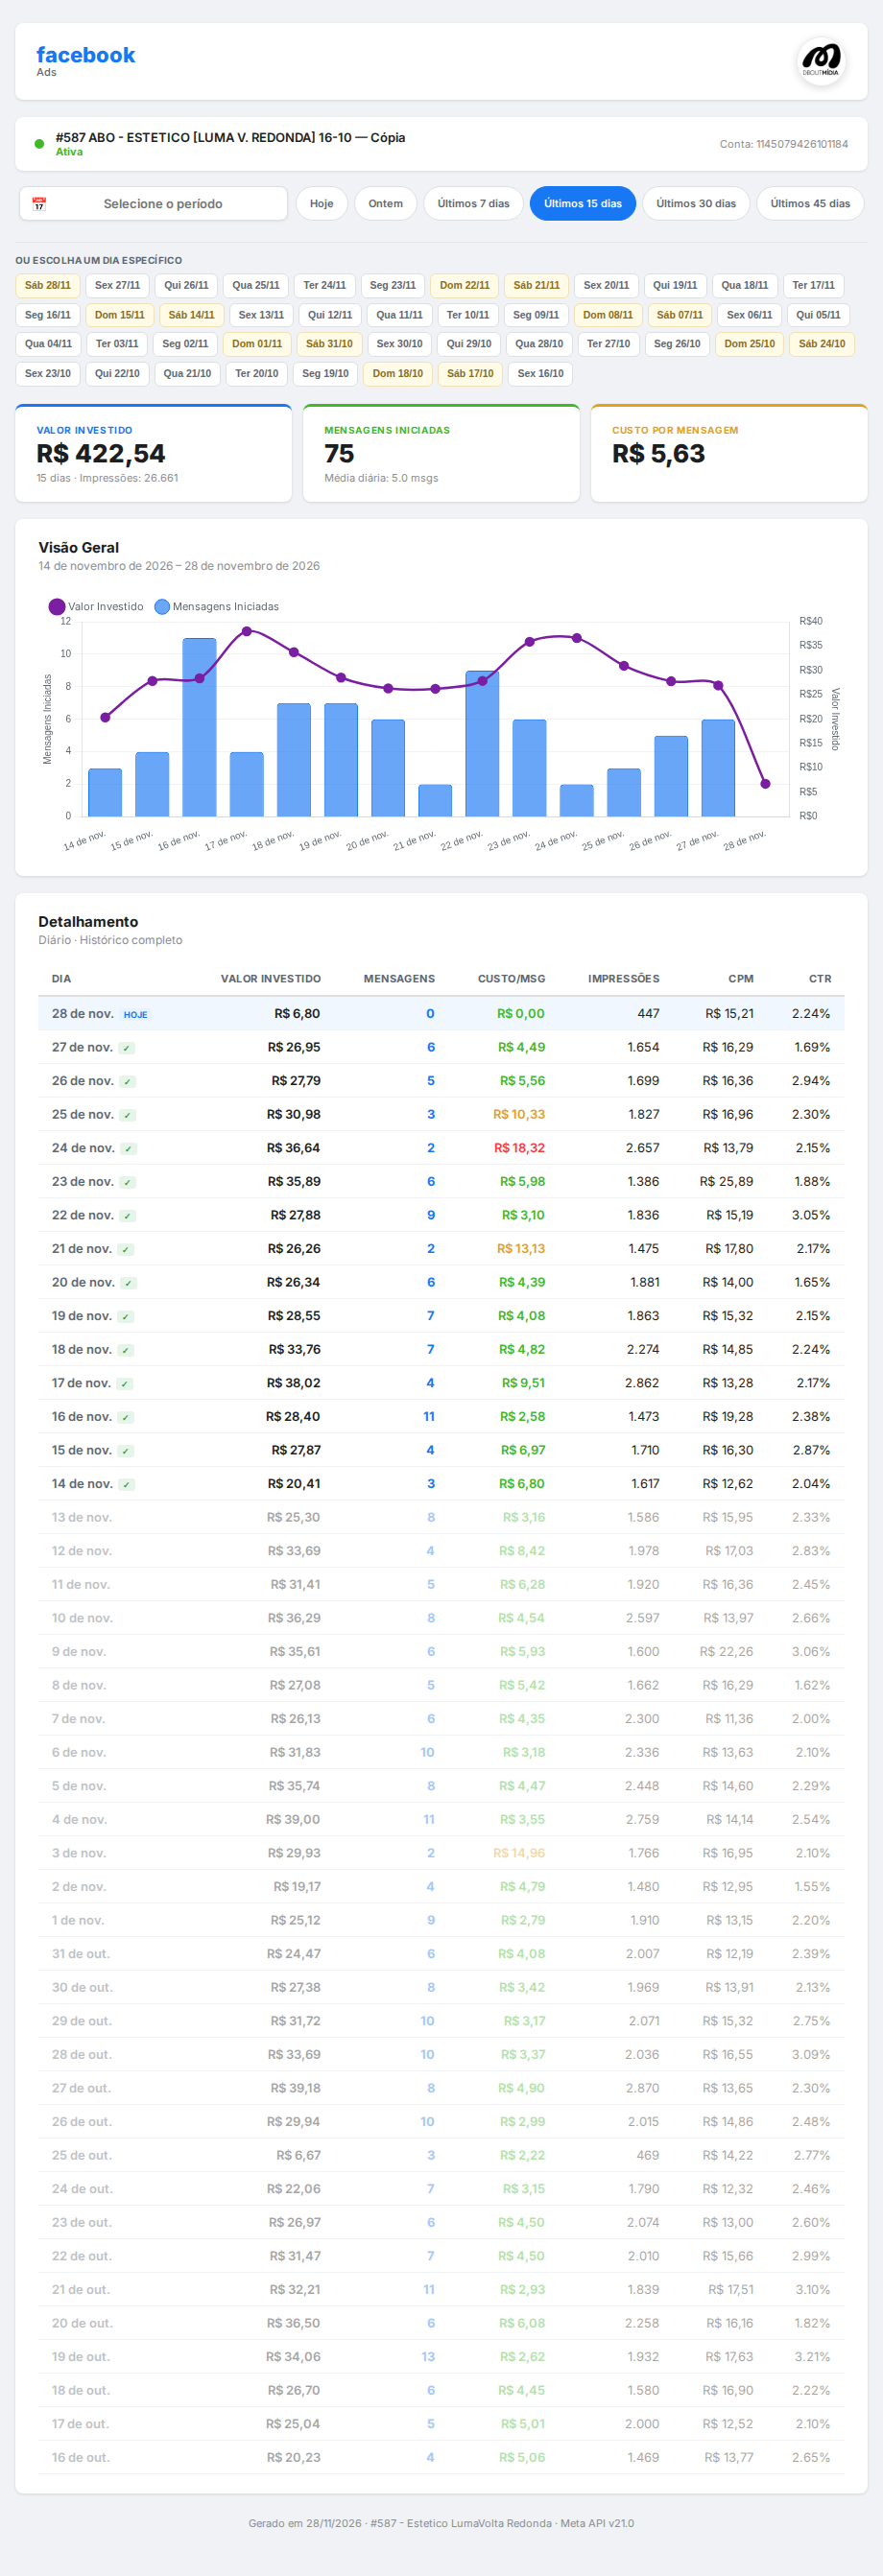 facebook
Ads
DBOUTMÍDIA
#587 ABO - ESTETICO [LUMA V. REDONDA] 16-10 — Cópia
Ativa
Conta: 1145079426101184
📅 Selecione o período Hoje Ontem Últimos 7 dias Últimos 15 dias Últimos 30 dias Últimos 45 dias
OU ESCOLHA UM DIA ESPECÍFICO
Sáb 28/11 Sex 27/11 Qui 26/11 Qua 25/11 Ter 24/11 Seg 23/11 Dom 22/11 Sáb 21/11 Sex 20/11 Qui 19/11 Qua 18/11 Ter 17/11
Seg 16/11 Dom 15/11 Sáb 14/11 Sex 13/11 Qui 12/11 Qua 11/11 Ter 10/11 Seg 09/11 Dom 08/11 Sáb 07/11 Sex 06/11 Qui 05/11
Qua 04/11 Ter 03/11 Seg 02/11 Dom 01/11 Sáb 31/10 Sex 30/10 Qui 29/10 Qua 28/10 Ter 27/10 Seg 26/10 Dom 25/10 Sáb 24/10
Sex 23/10 Qui 22/10 Qua 21/10 Ter 20/10 Seg 19/10 Dom 18/10 Sáb 17/10 Sex 16/10
VALOR INVESTIDO
R$ 422,54
15 dias · Impressões: 26.661
MENSAGENS INICIADAS
75
Média diária: 5.0 msgs
CUSTO POR MENSAGEM
R$ 5,63
Visão Geral
14 de novembro de 2026 – 28 de novembro de 2026
Valor Investido Mensagens Iniciadas
Mensagens Iniciadas
12
10
8
6
4
2
0
R$40
R$35
R$30
R$25
R$20
R$15
R$10
R$5
R$0
Valor Investido
14 de nov. 15 de nov. 16 de nov. 17 de nov. 18 de nov. 19 de nov. 20 de nov. 21 de nov. 22 de nov. 23 de nov. 24 de nov. 25 de nov. 26 de nov. 27 de nov. 28 de nov.
Detalhamento
Diário · Histórico completo
DIA VALOR INVESTIDO MENSAGENS CUSTO/MSG IMPRESSÕES CPM CTR
28 de nov. HOJE R$ 6,80 0 R$ 0,00 447 R$ 15,21 2.24%
27 de nov. ✓ R$ 26,95 6 R$ 4,49 1.654 R$ 16,29 1.69%
26 de nov. ✓ R$ 27,79 5 R$ 5,56 1.699 R$ 16,36 2.94%
25 de nov. ✓ R$ 30,98 3 R$ 10,33 1.827 R$ 16,96 2.30%
24 de nov. ✓ R$ 36,64 2 R$ 18,32 2.657 R$ 13,79 2.15%
23 de nov. ✓ R$ 35,89 6 R$ 5,98 1.386 R$ 25,89 1.88%
22 de nov. ✓ R$ 27,88 9 R$ 3,10 1.836 R$ 15,19 3.05%
21 de nov. ✓ R$ 26,26 2 R$ 13,13 1.475 R$ 17,80 2.17%
20 de nov. ✓ R$ 26,34 6 R$ 4,39 1.881 R$ 14,00 1.65%
19 de nov. ✓ R$ 28,55 7 R$ 4,08 1.863 R$ 15,32 2.15%
18 de nov. ✓ R$ 33,76 7 R$ 4,82 2.274 R$ 14,85 2.24%
17 de nov. ✓ R$ 38,02 4 R$ 9,51 2.862 R$ 13,28 2.17%
16 de nov. ✓ R$ 28,40 11 R$ 2,58 1.473 R$ 19,28 2.38%
15 de nov. ✓ R$ 27,87 4 R$ 6,97 1.710 R$ 16,30 2.87%
14 de nov. ✓ R$ 20,41 3 R$ 6,80 1.617 R$ 12,62 2.04%
13 de nov. R$ 25,30 8 R$ 3,16 1.586 R$ 15,95 2.33%
12 de nov. R$ 33,69 4 R$ 8,42 1.978 R$ 17,03 2.83%
11 de nov. R$ 31,41 5 R$ 6,28 1.920 R$ 16,36 2.45%
10 de nov. R$ 36,29 8 R$ 4,54 2.597 R$ 13,97 2.66%
9 de nov. R$ 35,61 6 R$ 5,93 1.600 R$ 22,26 3.06%
8 de nov. R$ 27,08 5 R$ 5,42 1.662 R$ 16,29 1.62%
7 de nov. R$ 26,13 6 R$ 4,35 2.300 R$ 11,36 2.00%
6 de nov. R$ 31,83 10 R$ 3,18 2.336 R$ 13,63 2.10%
5 de nov. R$ 35,74 8 R$ 4,47 2.448 R$ 14,60 2.29%
4 de nov. R$ 39,00 11 R$ 3,55 2.759 R$ 14,14 2.54%
3 de nov. R$ 29,93 2 R$ 14,96 1.766 R$ 16,95 2.10%
2 de nov. R$ 19,17 4 R$ 4,79 1.480 R$ 12,95 1.55%
1 de nov. R$ 25,12 9 R$ 2,79 1.910 R$ 13,15 2.20%
31 de out. R$ 24,47 6 R$ 4,08 2.007 R$ 12,19 2.39%
30 de out. R$ 27,38 8 R$ 3,42 1.969 R$ 13,91 2.13%
29 de out. R$ 31,72 10 R$ 3,17 2.071 R$ 15,32 2.75%
28 de out. R$ 33,69 10 R$ 3,37 2.036 R$ 16,55 3.09%
27 de out. R$ 39,18 8 R$ 4,90 2.870 R$ 13,65 2.30%
26 de out. R$ 29,94 10 R$ 2,99 2.015 R$ 14,86 2.48%
25 de out. R$ 6,67 3 R$ 2,22 469 R$ 14,22 2.77%
24 de out. R$ 22,06 7 R$ 3,15 1.790 R$ 12,32 2.46%
23 de out. R$ 26,97 6 R$ 4,50 2.074 R$ 13,00 2.60%
22 de out. R$ 31,47 7 R$ 4,50 2.010 R$ 15,66 2.99%
21 de out. R$ 32,21 11 R$ 2,93 1.839 R$ 17,51 3.10%
20 de out. R$ 36,50 6 R$ 6,08 2.258 R$ 16,16 1.82%
19 de out. R$ 34,06 13 R$ 2,62 1.932 R$ 17,63 3.21%
18 de out. R$ 26,70 6 R$ 4,45 1.580 R$ 16,90 2.22%
17 de out. R$ 25,04 5 R$ 5,01 2.000 R$ 12,52 2.10%
16 de out. R$ 20,23 4 R$ 5,06 1.469 R$ 13,77 2.65%
Gerado em 28/11/2026 · #587 - Estetico LumaVolta Redonda · Meta API v21.0